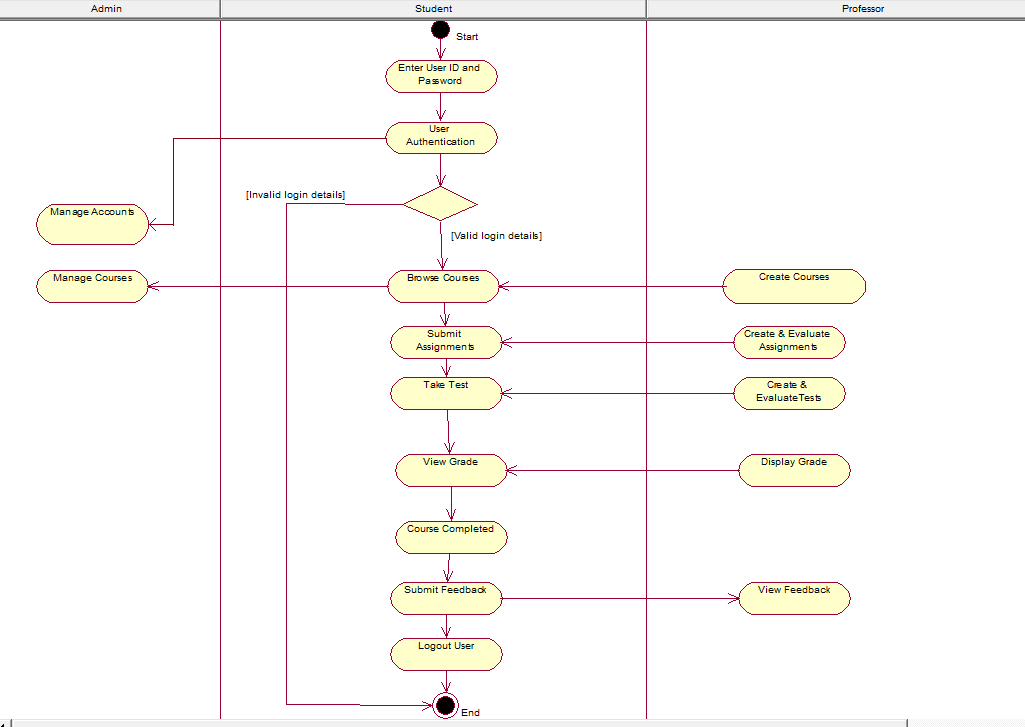 Admin
Student
Professor
Start
Enter User ID and
Password
User
Authentication
[Invalid login details]
Manage Accounts
[Valid login details]
Manage Courses
Browse Courses
Create Courses
Submit
Assignments
Create & Evaluate
Assignments
Take Test
Create &
EvaluateTests
View Grade
Display Grade
Course Completed
Submit Feedback
View Feedback
Logout User
End